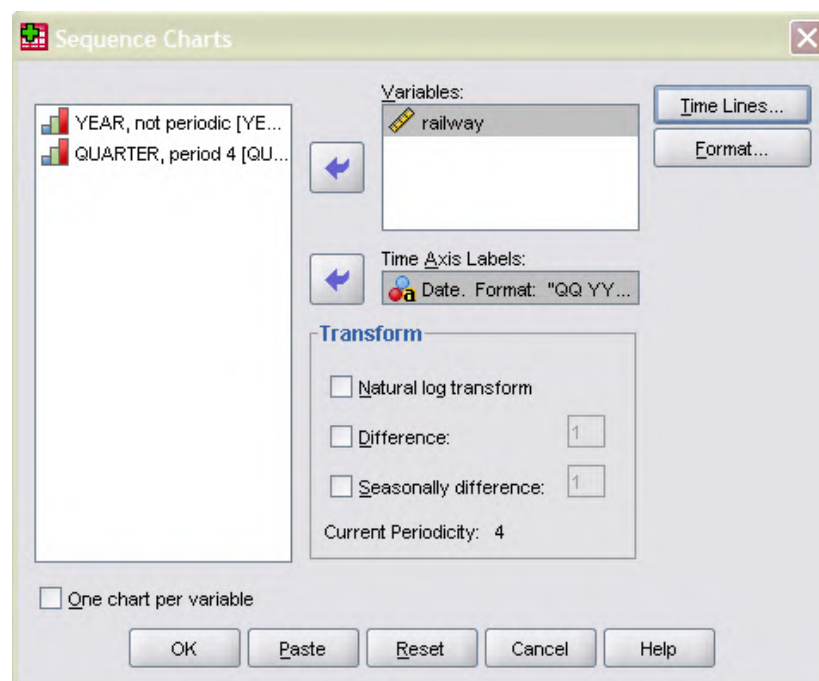 Sequence Charts
YEAR, not periodic [YE...
QUARTER, period 4 [QU...
Variables:
railway
Time Lines...
Format...
Time Axis Labels:
a Date. Format: "QQ YY...
Transform
Natural log transform
Difference:
1
Seasonally difference:
1
Current Periodicity: 4
One chart per variable
OK
Paste
Reset
Cancel
Help